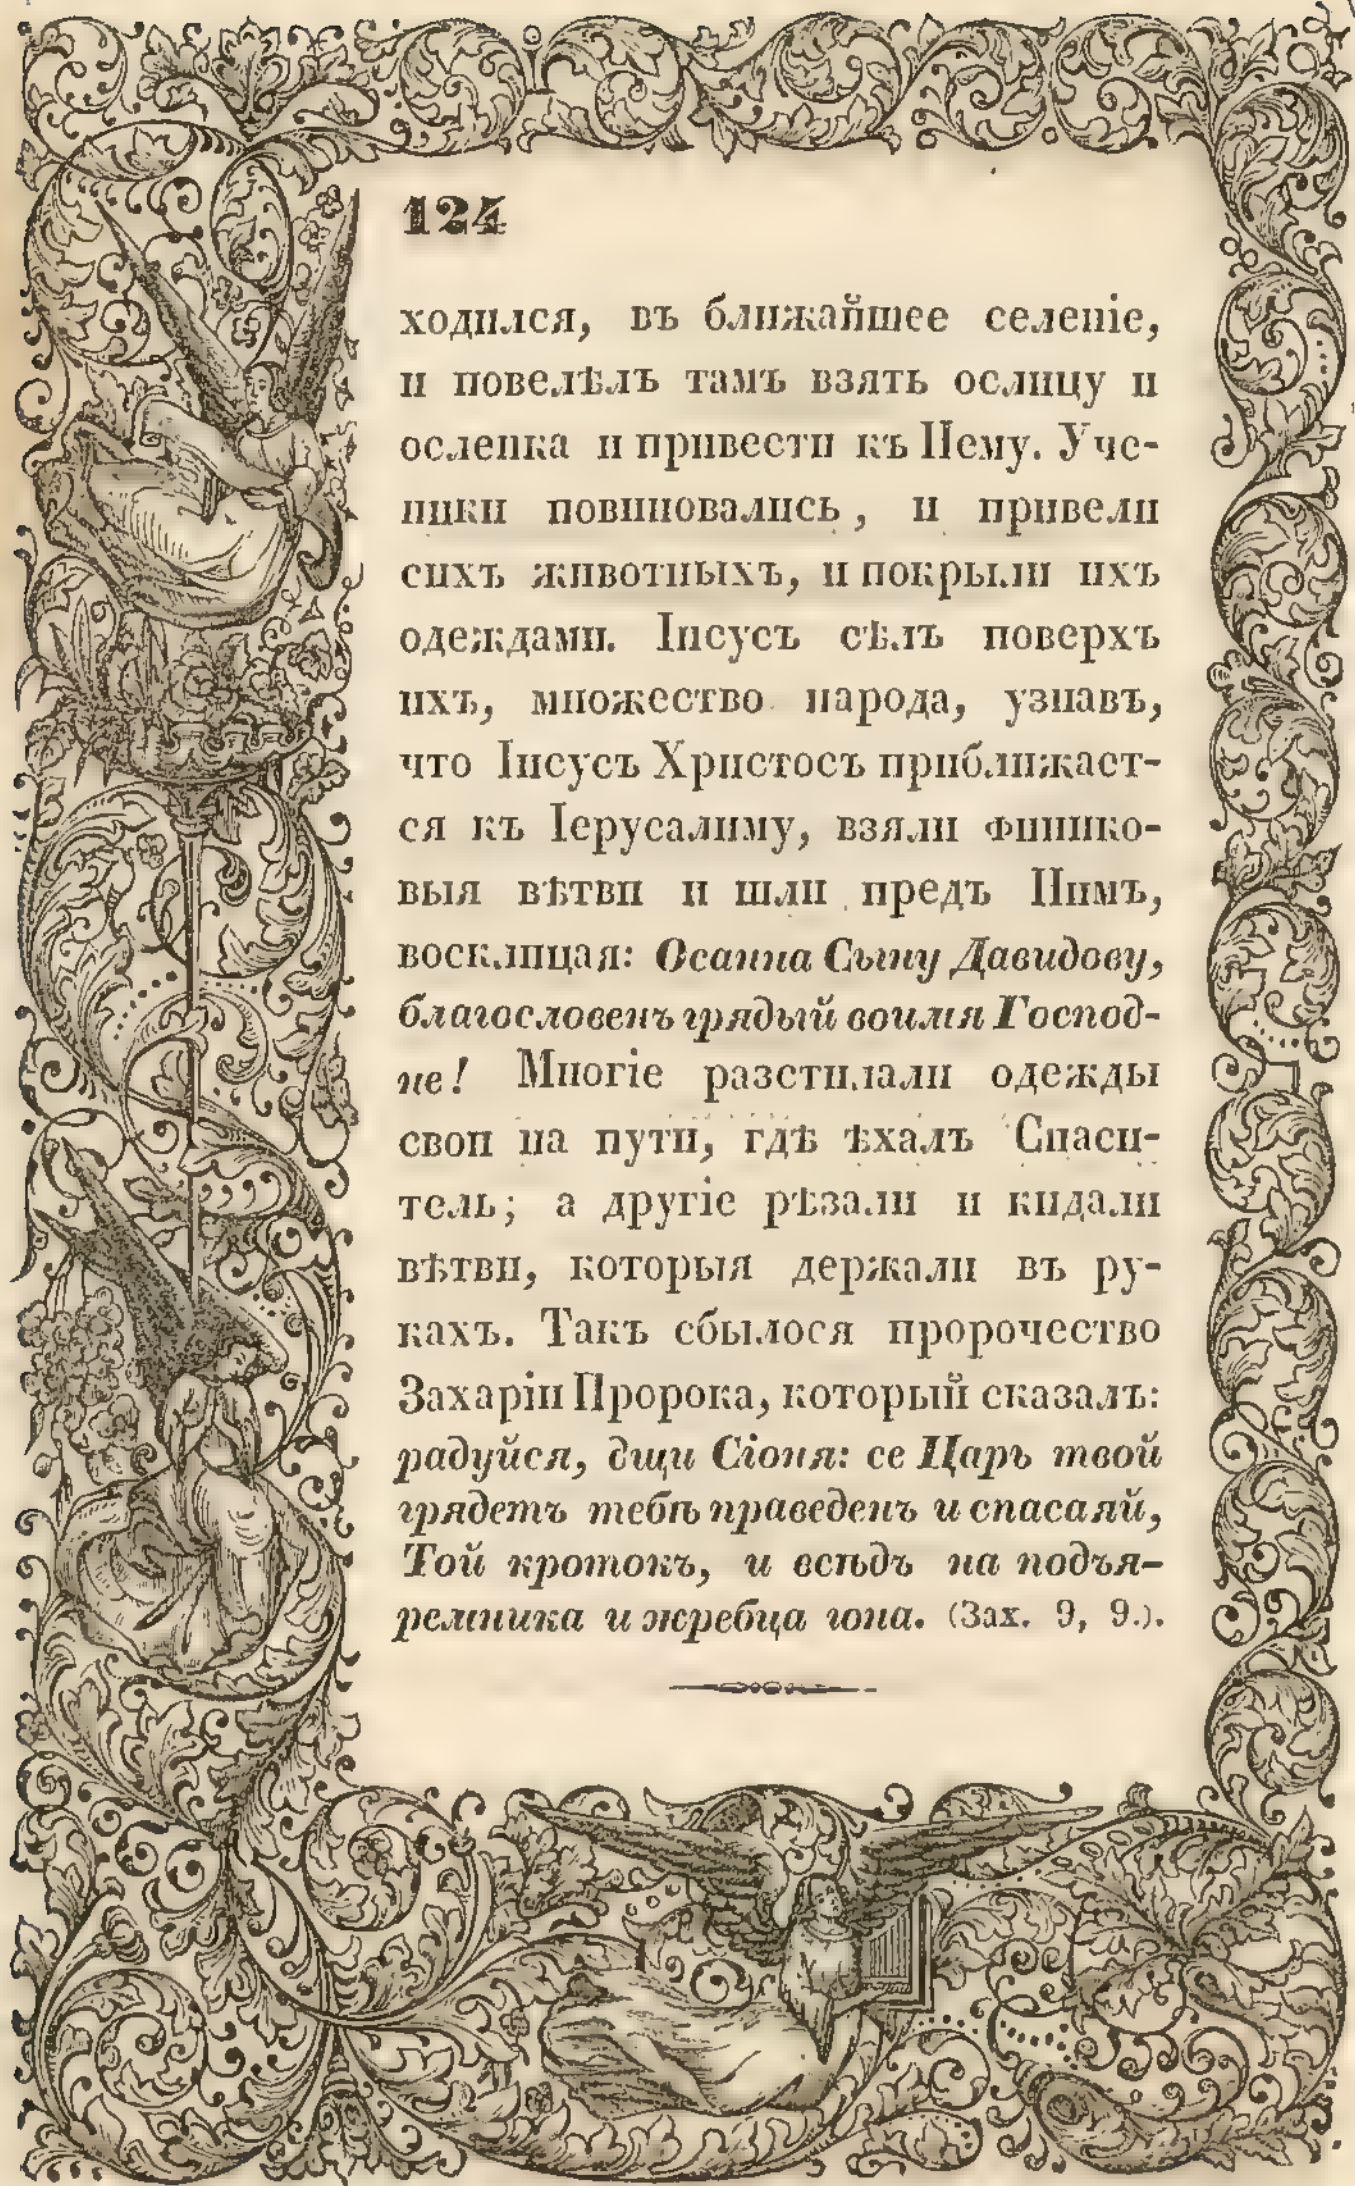 124
ходился, въ ближайшее селеніе,
и повелѣлъ тамъ взять ослицу и
осленка и привести къ Нему. Уче-
ники повиновались, и привели
сихъ животныхъ, и покрыли ихъ
одеждами. Іисусъ сѣлъ поверхъ
ихъ, множество народа, узнавъ,
что Іисусъ Христосъ приближает-
ся къ Іерусалиму, взяли финико-
выя вѣтви и шли предъ Нимъ,
восклицая: Осанна Сыну Давидову,
благословенъ грядый воимя Господ-
не! Многіе разстилали одежды
свои на пути, гдѣ ѣхалъ Спаси-
тель; а другіе рѣзали и кидали
вѣтви, которыя держали въ ру-
кахъ. Такъ сбылося пророчество
Захаріи Пророка, который сказалъ:
радуйся, дщи Сіоня: се Царь твой
грядетъ тебѣ праведенъ и спасаяй,
Той кротокъ, и всѣдъ на подъя-
ремника и жребца юна. (Зах. 9, 9.).